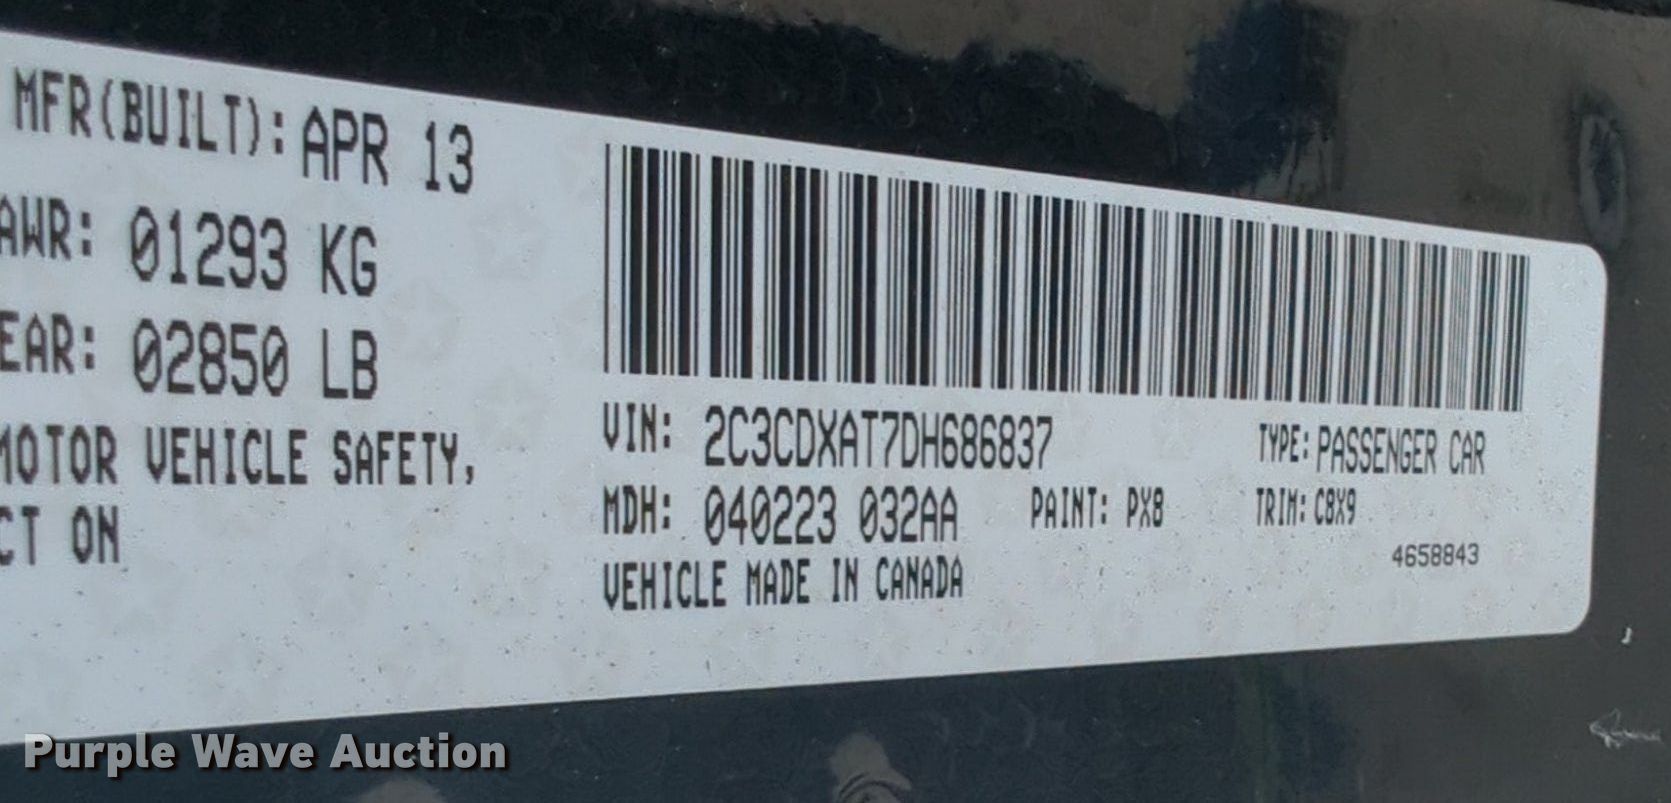 MFR(BUILT): APR 13
AWR: 01293 KG
EAR: 02850 LB
MOTOR VEHICLE SAFETY,
CT ON
VIN: 2C3CDXAT7DH686837
TYPE: PASSENGER CAR
MDH: 040223 032AA
PAINT: PX8
TRIM: C8X9
4658843
VEHICLE MADE IN CANADA
Purple Wave Auction